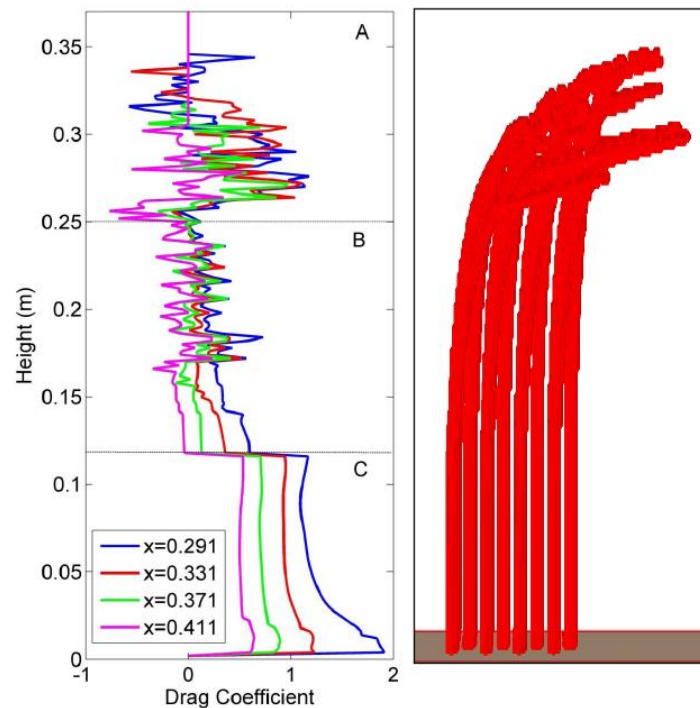 0.35
A
0.3
0.25
B
Height (m)
0.2
0.15
C
0.1
x=0.291
x=0.331
0.05
x=0.371
x=0.411
0
-1 0 1 2
Drag Coefficient